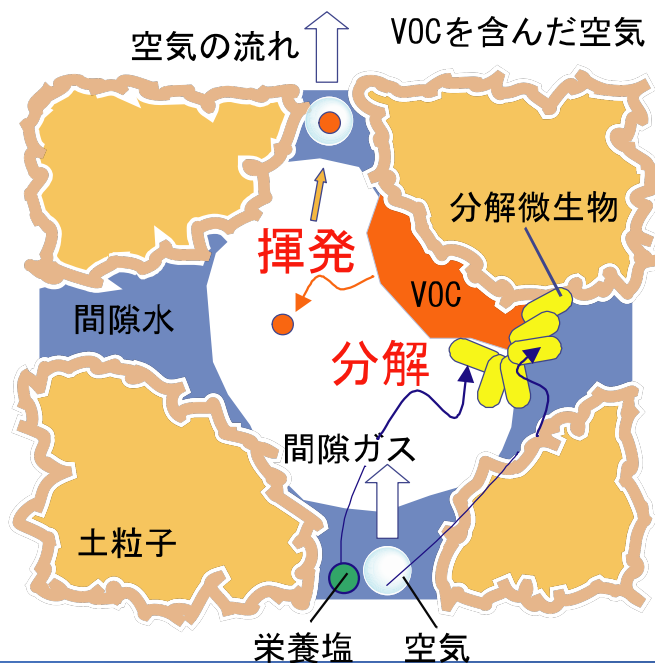 空気の流れ
VOCを含んだ空気
分解微生物
揮発
VOC
間隙水
分解
間隙ガス
土粒子
栄養塩
空気